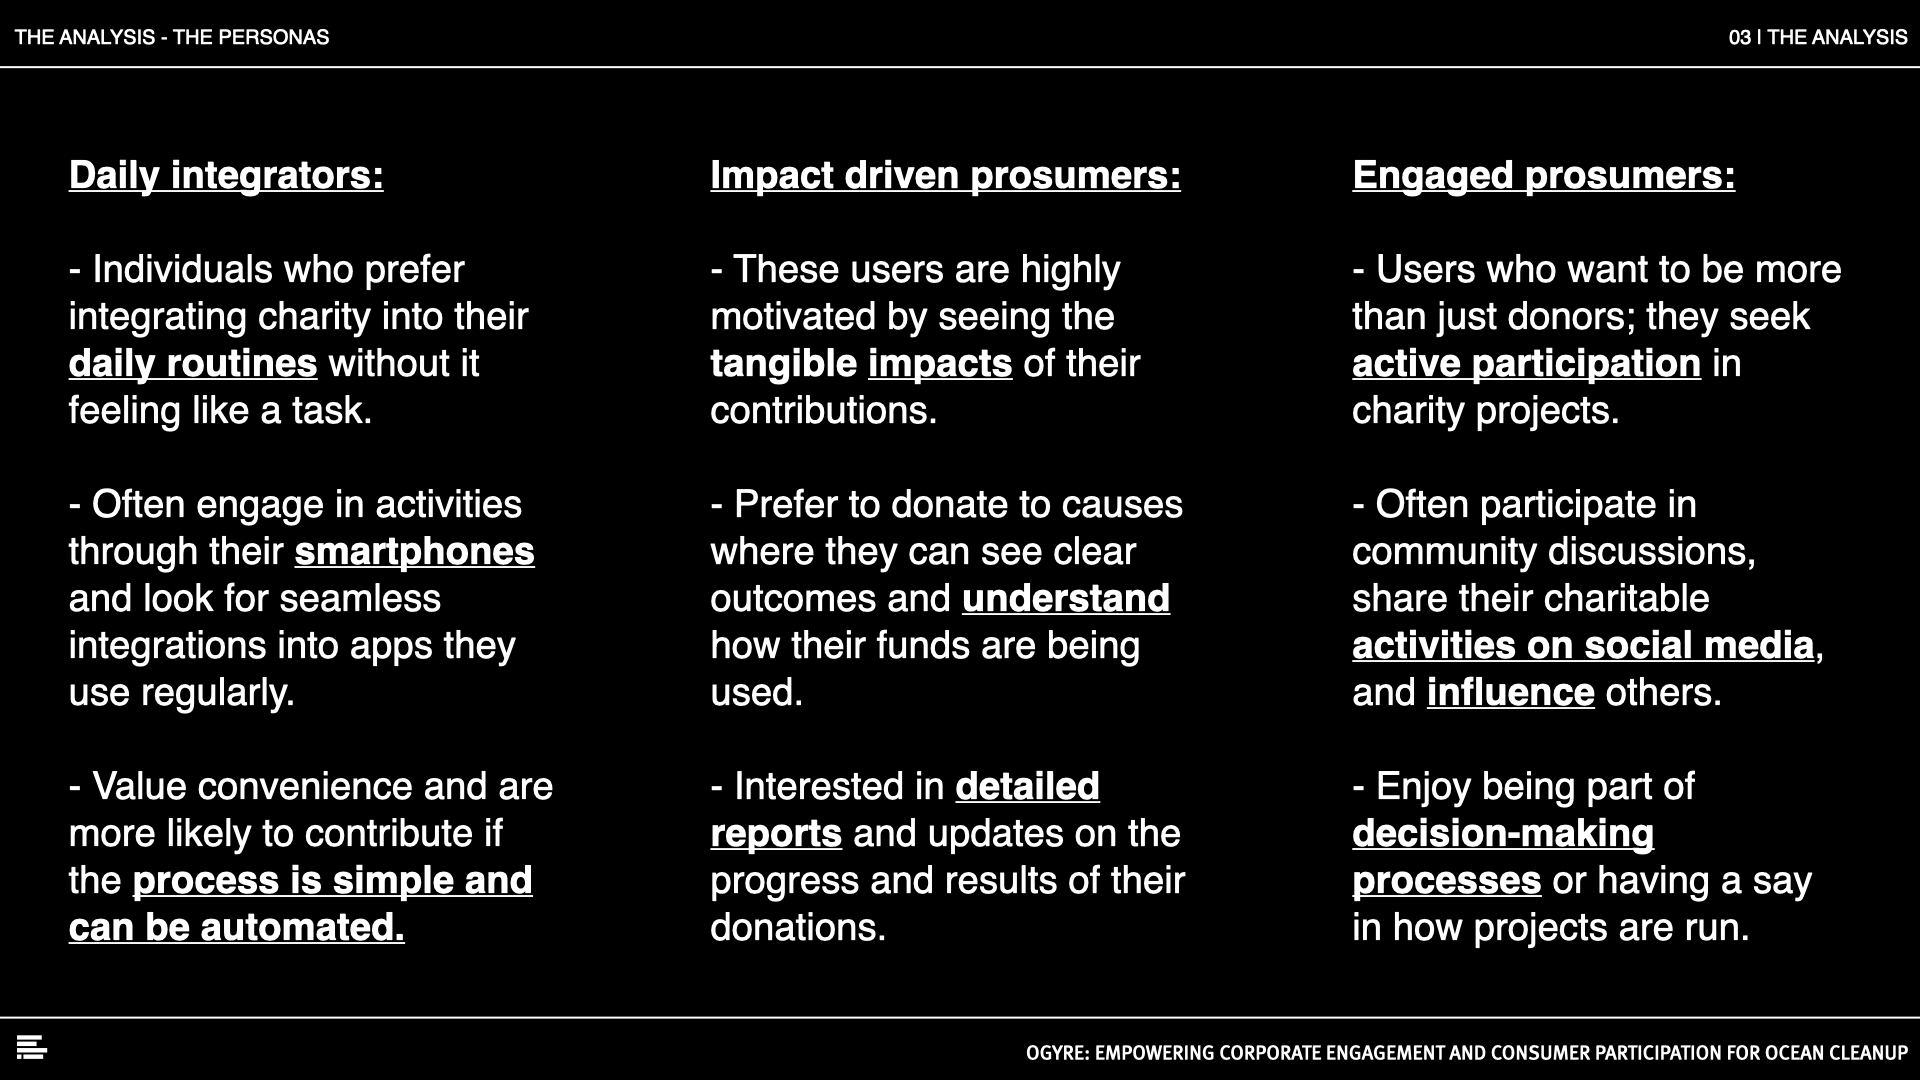 THE ANALYSIS - THE PERSONAS
03 | THE ANALYSIS
Daily integrators:
- Individuals who prefer
integrating charity into their
daily routines without it
feeling like a task.
- Often engage in activities
through their smartphones
and look for seamless
integrations into apps they
use regularly.
- Value convenience and are
more likely to contribute if
the process is simple and
can be automated.
Impact driven prosumers:
- These users are highly
motivated by seeing the
tangible impacts of their
contributions.
- Prefer to donate to causes
where they can see clear
outcomes and understand
how their funds are being
used.
- Interested in detailed
reports and updates on the
progress and results of their
donations.
Engaged prosumers:
- Users who want to be more
than just donors; they seek
active participation in
charity projects.
- Often participate in
community discussions,
share their charitable
activities on social media,
and influence others.
- Enjoy being part of
decision-making
processes or having a say
in how projects are run.
OGYRE: EMPOWERING CORPORATE ENGAGEMENT AND CONSUMER PARTICIPATION FOR OCEAN CLEANUP